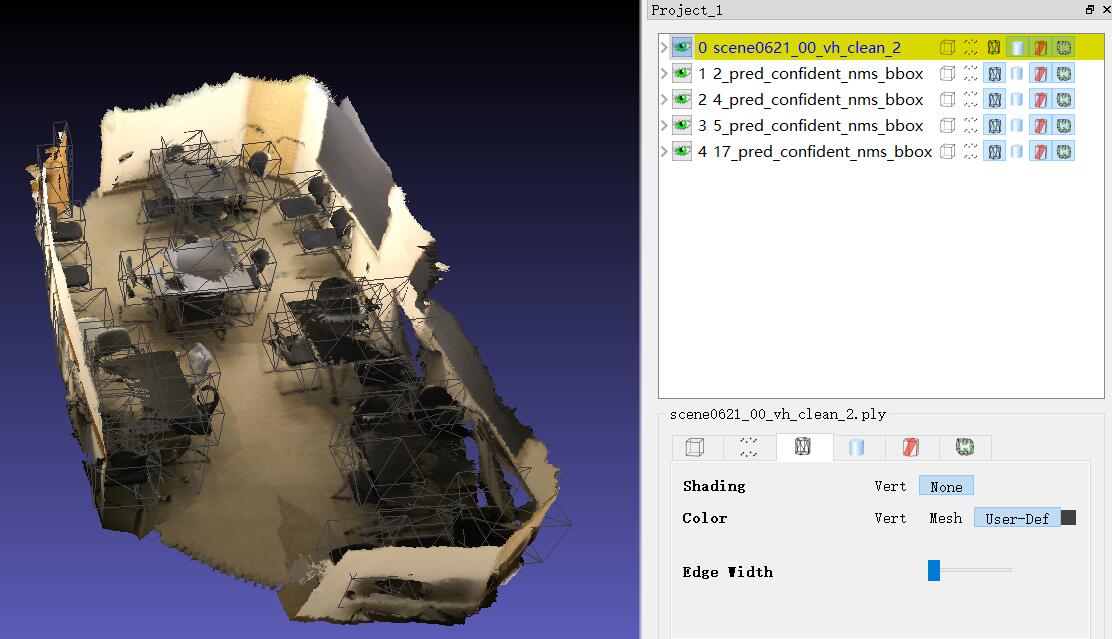 Project_1
0 scene0621_00_vh_clean_2
1 2_pred_confident_nms_bbox
2 4_pred_confident_nms_bbox
3 5_pred_confident_nms_bbox
4 17_pred_confident_nms_bbox
scene0621_00_vh_clean_2.ply
Shading Vert None
Color Vert Mesh User-Def
Edge Width